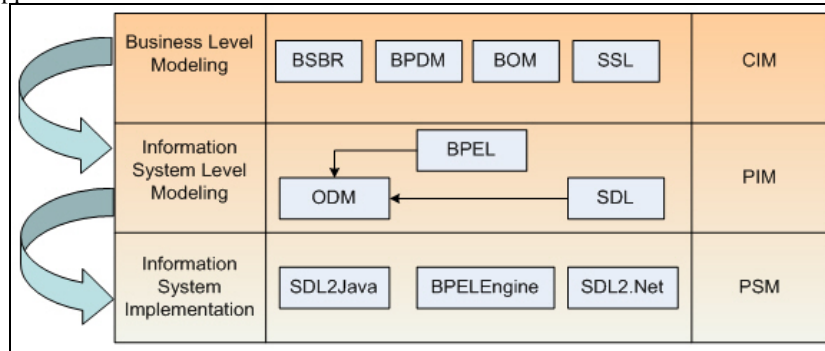 Business Level
Modeling
BSBR
BPDM
BOM
SSL
CIM
Information
System Level
Modeling
BPEL
ODM
SDL
PIM
Information
System
Implementation
SDL2Java
BPELEngine
SDL2.Net
PSM